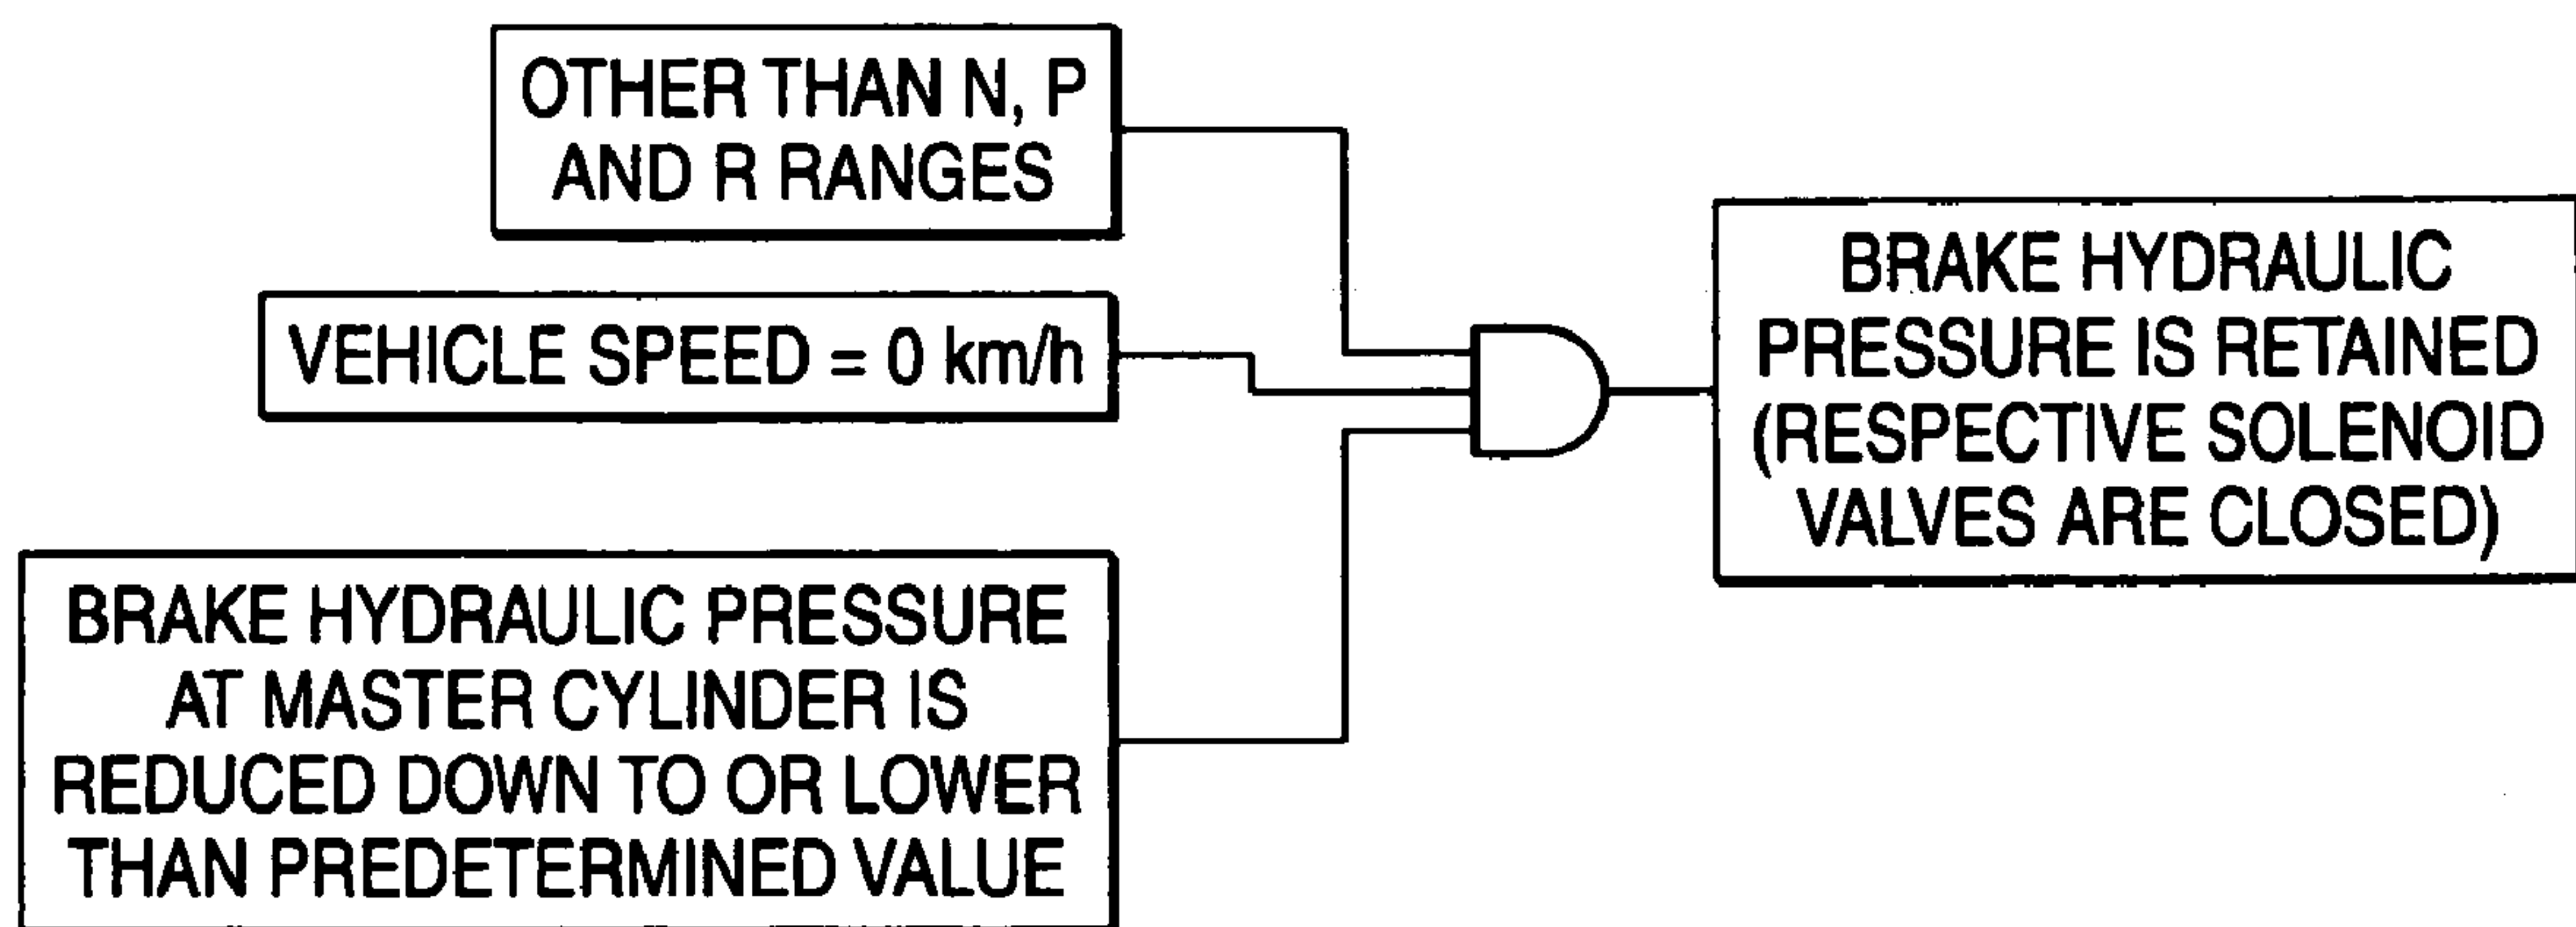 OTHER THAN N, P
AND R RANGES
VEHICLE SPEED = 0 km/h
BRAKE HYDRAULIC PRESSURE
AT MASTER CYLINDER IS
REDUCED DOWN TO OR LOWER
THAN PREDETERMINED VALUE
BRAKE HYDRAULIC
PRESSURE IS RETAINED
(RESPECTIVE SOLENOID
VALVES ARE CLOSED)